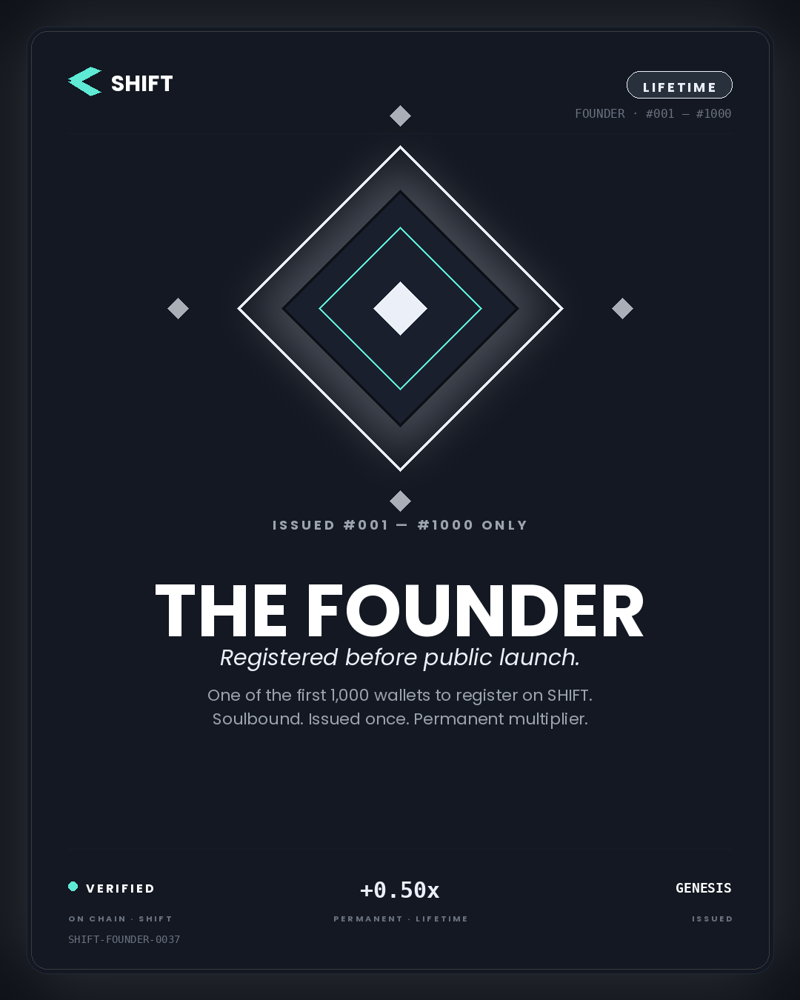 SHIFT
LIFETIME
FOUNDER · #001 — #1000
ISSUED #001 — #1000 ONLY
THE FOUNDER
Registered before public launch.
One of the first 1,000 wallets to register on SHIFT.
Soulbound. Issued once. Permanent multiplier.
VERIFIED
+0.50x
GENESIS
ON CHAIN · SHIFT
PERMANENT · LIFETIME
ISSUED
SHIFT-FOUNDER-0037